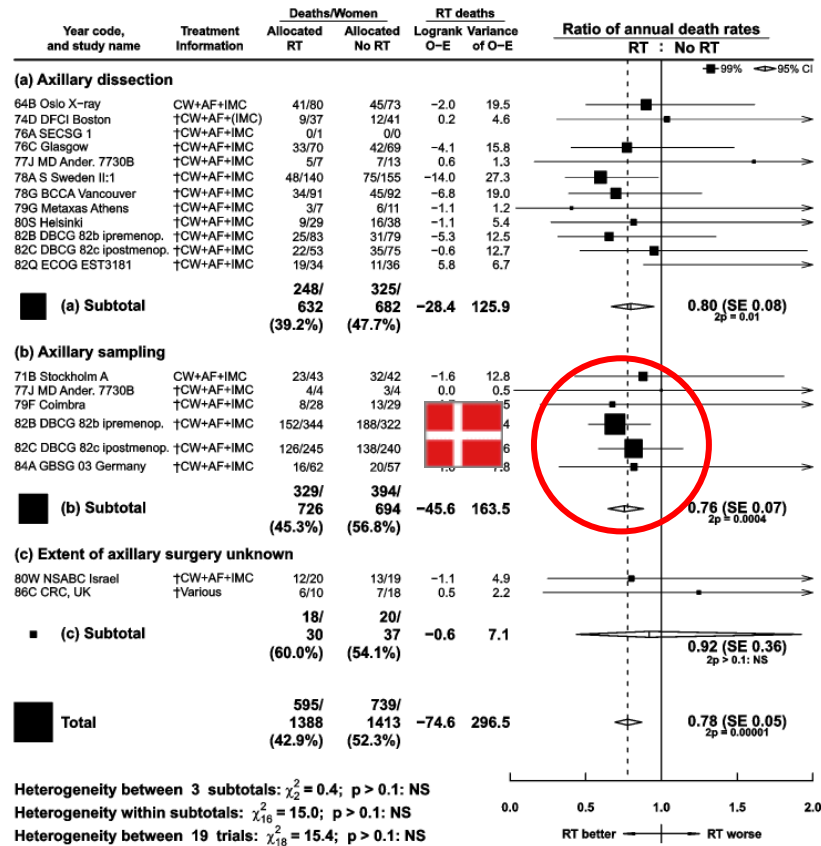 Deaths/Women RT deaths
Year code, Treatment Allocated Allocated Logrank Variance Ratio of annual death rates
and study name Information RT No RT O–E of O–E RT : No RT
99% 95% CI
(a) Axillary dissection
64B Oslo X-ray CW+AF+IMC 41/80 45/73 −2.0 19.5
74D DFCI Boston †CW+AF+(IMC) 9/37 12/41 0.2 4.6
76A SECSG 1 †CW+AF+IMC 0/1 0/0
76C Glasgow †CW+AF+IMC 33/70 42/69 −4.1 15.8
77J MD Ander. 7730B †CW+AF+IMC 5/7 7/13 0.6 1.3
78A S Sweden II:1 †CW+AF+IMC 48/140 75/155 −14.0 27.3
78G BCCA Vancouver †CW+AF+IMC 34/91 45/92 −6.8 19.0
79G Metaxas Athens †CW+AF+IMC 3/7 6/11 −1.1 1.2
80S Helsinki †CW+AF+IMC 9/29 16/38 −1.1 5.4
82B DBCG 82b ipremenop. †CW+AF+IMC 25/83 31/79 −5.3 12.5
82C DBCG 82c ipostmenop. †CW+AF+IMC 22/53 35/75 −0.6 12.7
82Q ECOG EST3181 †CW+AF+IMC 19/34 11/36 5.8 6.7
248/ 325/
(a) Subtotal 632 682 −28.4 125.9 0.80 (SE 0.08)
(39.2%) (47.7%) 2p = 0.01
(b) Axillary sampling
71B Stockholm A CW+AF+IMC 23/43 32/42 −1.6 12.8
77J MD Ander. 7730B †CW+AF+IMC 4/4 3/4 0.0 0.5
79F Coimbra †CW+AF+IMC 8/28 13/29
82B DBCG 82b ipremenop. †CW+AF+IMC 152/344 188/322
82C DBCG 82c ipostmenop. †CW+AF+IMC 126/245 138/240
84A GBSG 03 Germany †CW+AF+IMC 16/62 20/57
329/ 394/
(b) Subtotal 726 694 −45.6 163.5 0.76 (SE 0.07)
(45.3%) (56.8%) 2p = 0.0004
(c) Extent of axillary surgery unknown
80W NSABC Israel †CW+AF+IMC 12/20 13/19 −1.1 4.9
86C CRC, UK †Various 6/10 7/18 0.5 2.2
18/ 20/
(c) Subtotal 30 37 −0.6 7.1 0.92 (SE 0.36)
(60.0%) (54.1%) 2p > 0.1: NS
595/ 739/
Total 1388 1413 −74.6 296.5 0.78 (SE 0.05)
(42.9%) (52.3%) 2p = 0.00001
Heterogeneity between 3 subtotals: χ²₂ = 0.4; p > 0.1: NS
Heterogeneity within subtotals: χ²₁₆ = 15.0; p > 0.1: NS
Heterogeneity between 19 trials: χ²₁₈ = 15.4; p > 0.1: NS
0.0 0.5 1.0 1.5 2.0
RT better RT worse